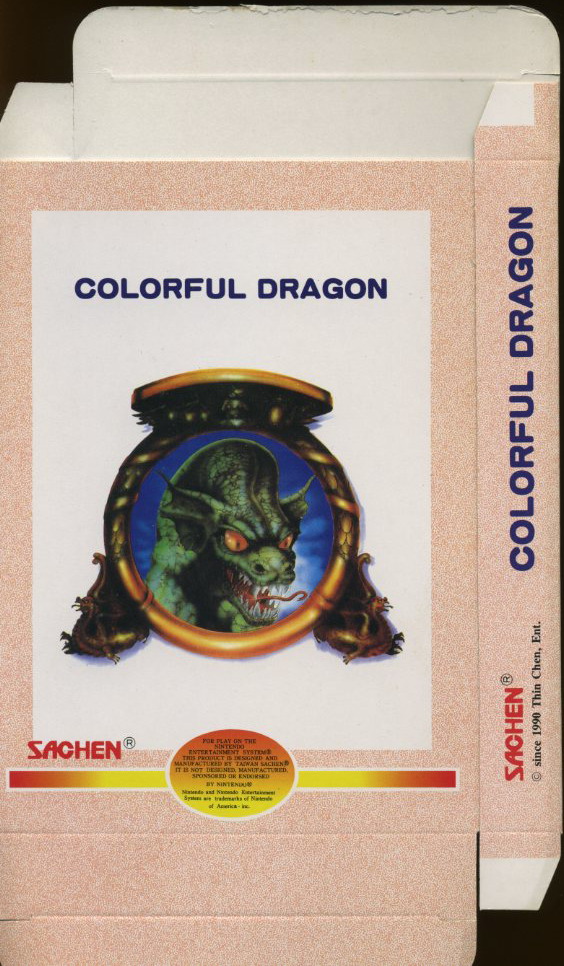 COLORFUL DRAGON
SACHEN®
FOR PLAY ON THE
NINTENDO
ENTERTAINMENT SYSTEM®.
THIS PRODUCT IS DESIGNED AND
MANUFACTURED BY TAIWAN SACHEN®
IT IS NOT DESIGNED, MANUFACTURED,
SPONSORED OR ENDORSED
BY NINTENDO®
Nintendo and Nintendo Entertainment
System are trademarks of Nintendo
of America - inc.
COLORFUL DRAGON
SACHEN®
© since 1990 Thin Chen, Ent.